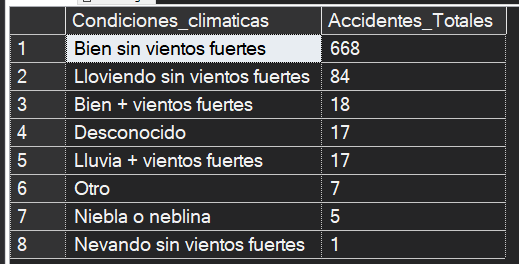 Condiciones_climaticas Accidentes_Totales
1 Bien sin vientos fuertes 668
2 Lloviendo sin vientos fuertes 84
3 Bien + vientos fuertes 18
4 Desconocido 17
5 Lluvia + vientos fuertes 17
6 Otro 7
7 Niebla o neblina 5
8 Nevando sin vientos fuertes 1